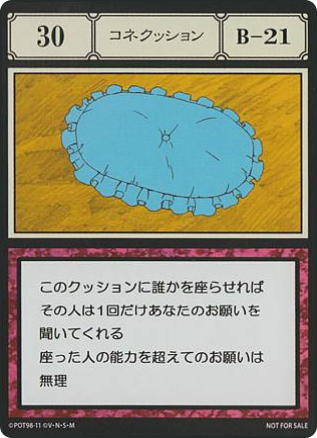 30
コネクッション
B-21
このクッションに誰かを座らせれば
その人は1回だけあなたのお願いを
聞いてくれる
座った人の能力を超えてのお願いは
無理
©POT98-11 ©V・N・S・M
NOT FOR SALE